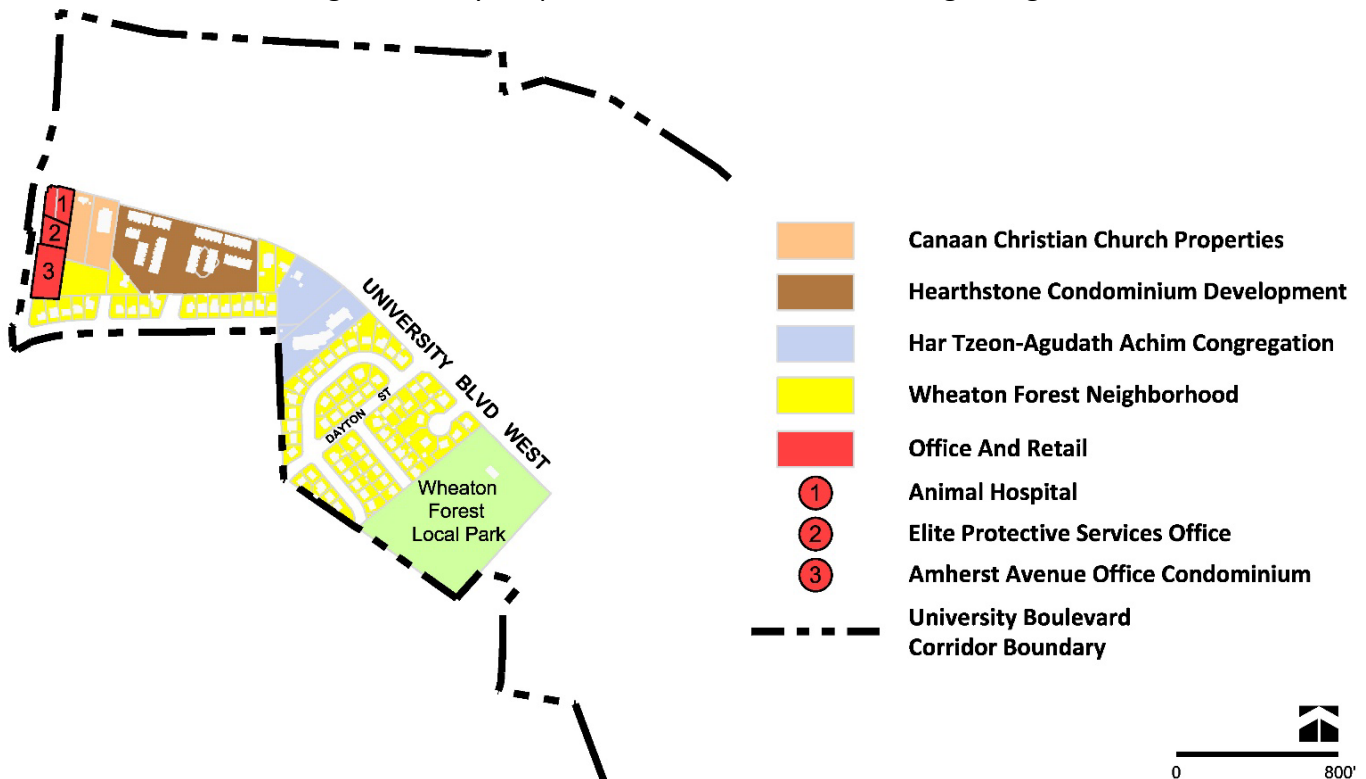 1
2
3
UNIVERSITY BLVD WEST
DAYTON ST
Wheaton
Forest
Local Park
Canaan Christian Church Properties
Hearthstone Condominium Development
Har Tzeon-Agudath Achim Congregation
Wheaton Forest Neighborhood
Office And Retail
1 Animal Hospital
2 Elite Protective Services Office
3 Amherst Avenue Office Condominium
University Boulevard
Corridor Boundary
0 800'